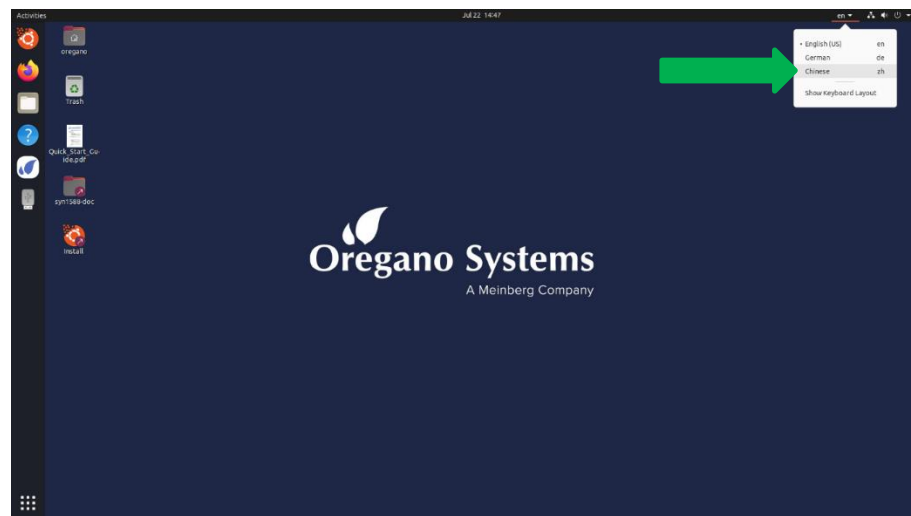 Activities
Jul 22 14:47
en
oregano
Trash
Quick_Start_Gu-
ide.pdf
syn1588-doc
Install
English (US) en
German de
Chinese zh
Show Keyboard Layout
Oregano Systems
A Meinberg Company